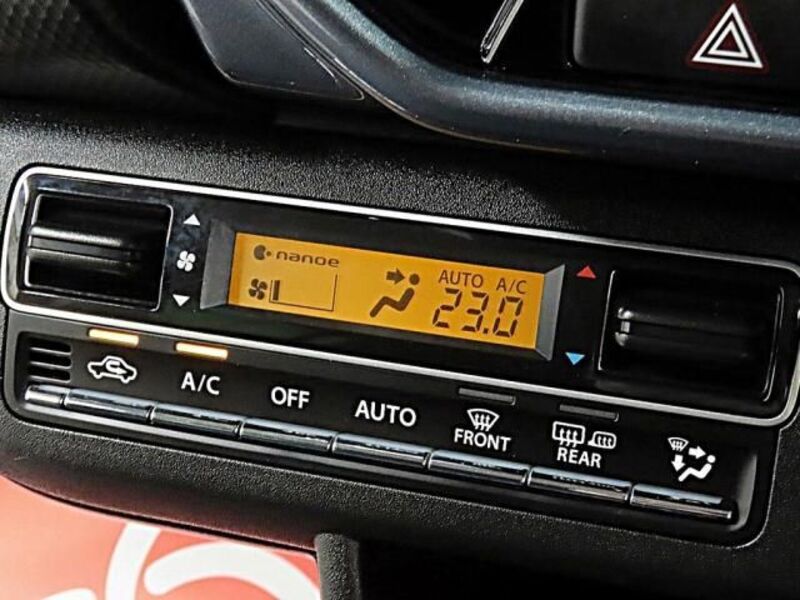 nanoe
AUTO A/C
23.0
A/C
OFF
AUTO
FRONT
REAR